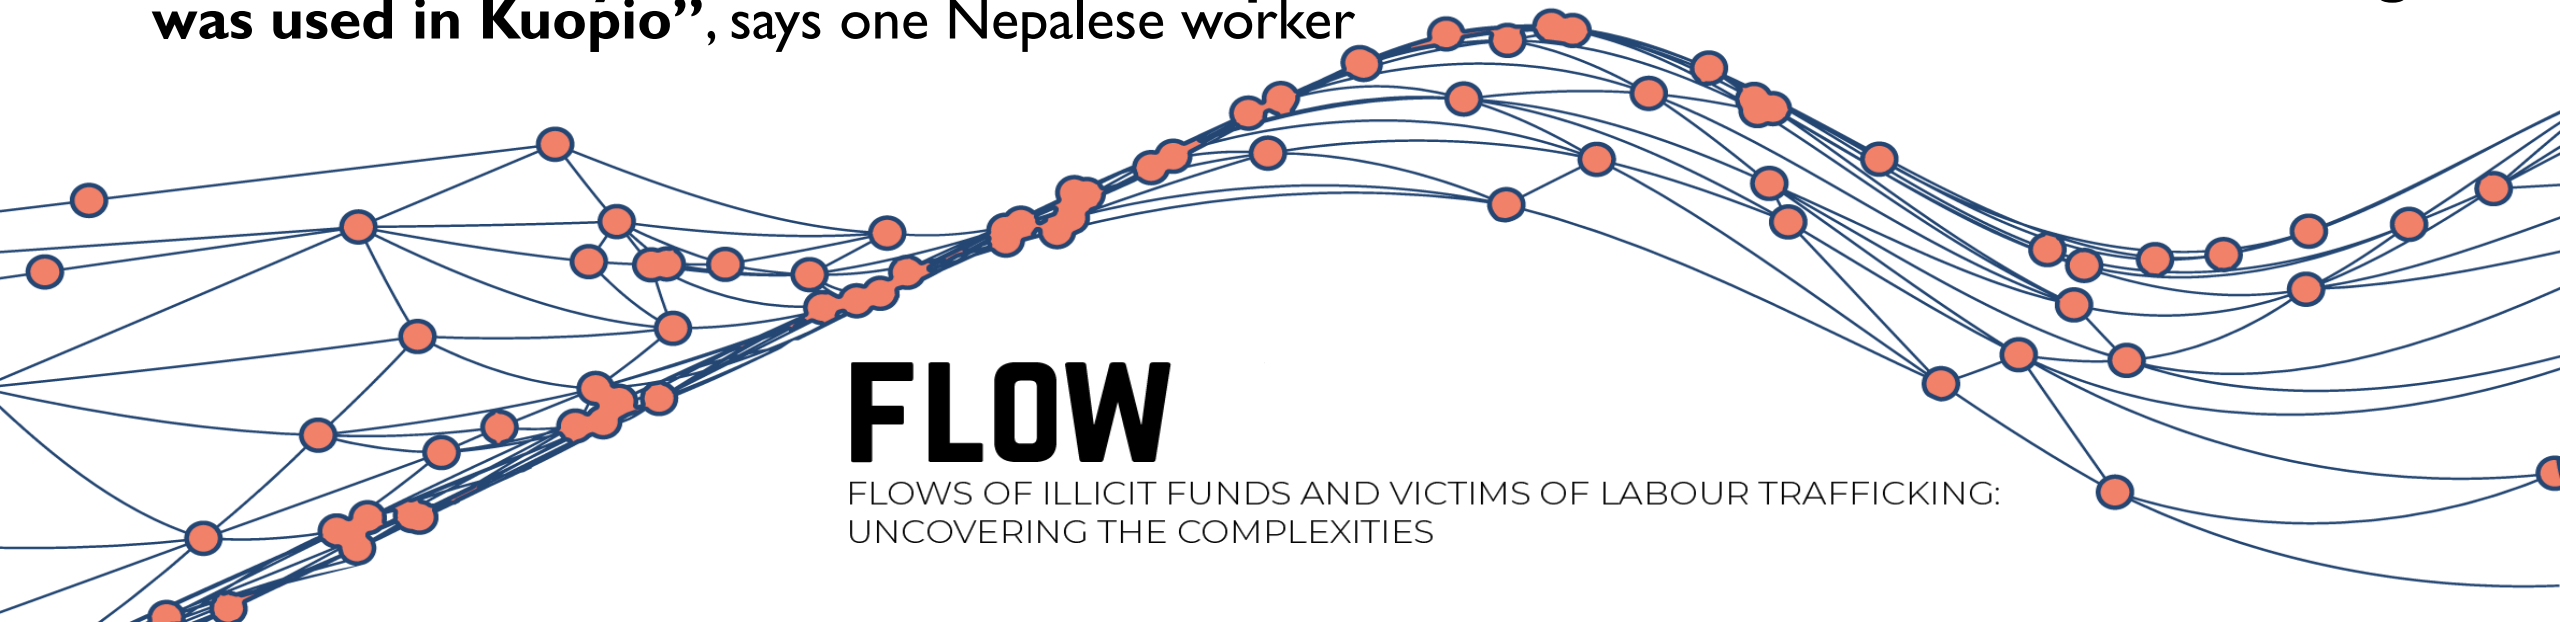 was used in Kuopio”, says one Nepalese worker
FLOW
FLOWS OF ILLICIT FUNDS AND VICTIMS OF LABOUR TRAFFICKING:
UNCOVERING THE COMPLEXITIES